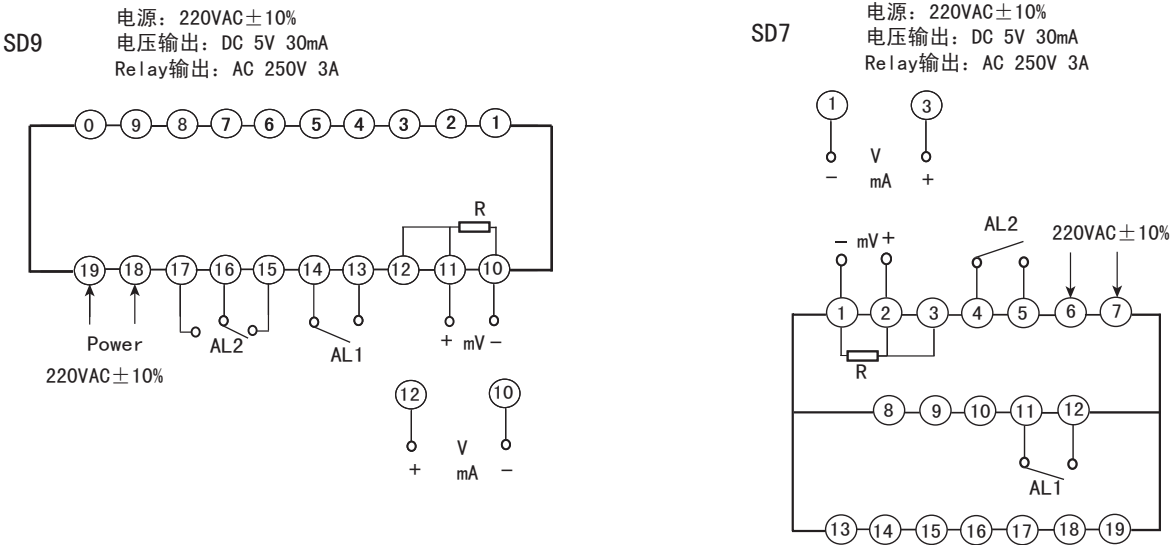 SD9
电源：220VAC±10%
电压输出：DC 5V 30mA
Relay输出：AC 250V 3A
0 9 8 7 6 5 4 3 2 1
R
19 18 17 16 15 14 13 12 11 10
Power
220VAC±10%
AL2
AL1
+ mV −
12 10
V
+ mA −
SD7
电源：220VAC±10%
电压输出：DC 5V 30mA
Relay输出：AC 250V 3A
1 3
V
− mA +
− mV +
AL2
220VAC±10%
1 2 3 4 5 6 7
R
8 9 10 11 12
AL1
13 14 15 16 17 18 19